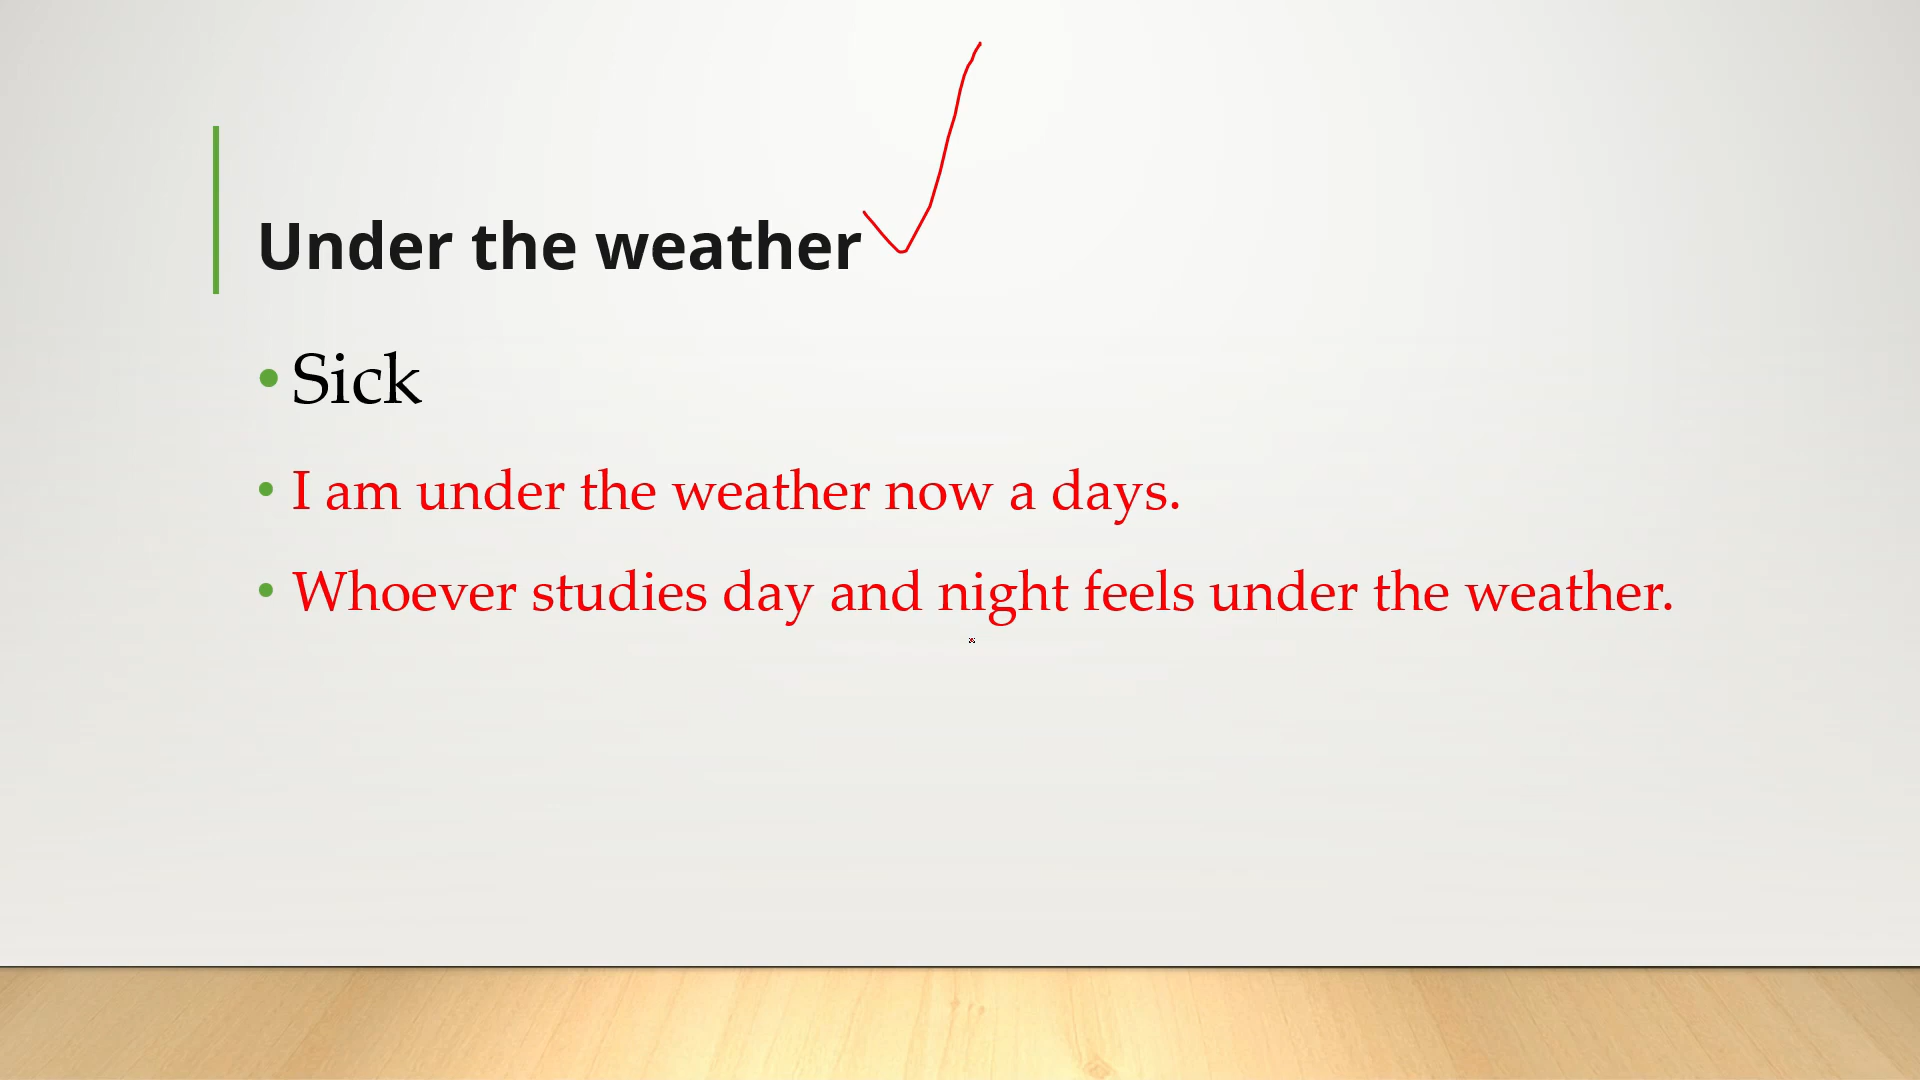 Under the weather
• Sick
• I am under the weather now a days.
• Whoever studies day and night feels under the weather.